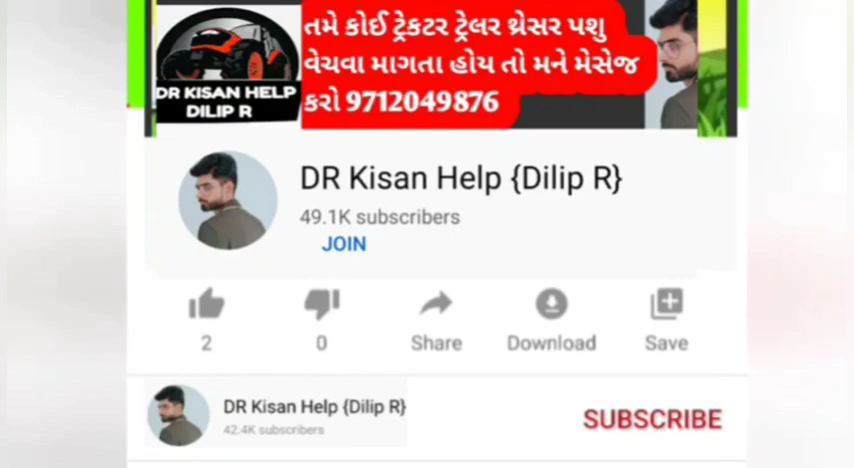 તમે કોઈ ટ્રેકટર ટ્રેલર થ્રેસર પશુ
વેચવા માગતા હોય તો મને મેસેજ
કરો 9712049876
DR KISAN HELP
DILIP R
DR Kisan Help {Dilip R}
49.1K subscribers
JOIN
2 0 Share Download Save
DR Kisan Help {Dilip R}
42.4K subscribers
SUBSCRIBE